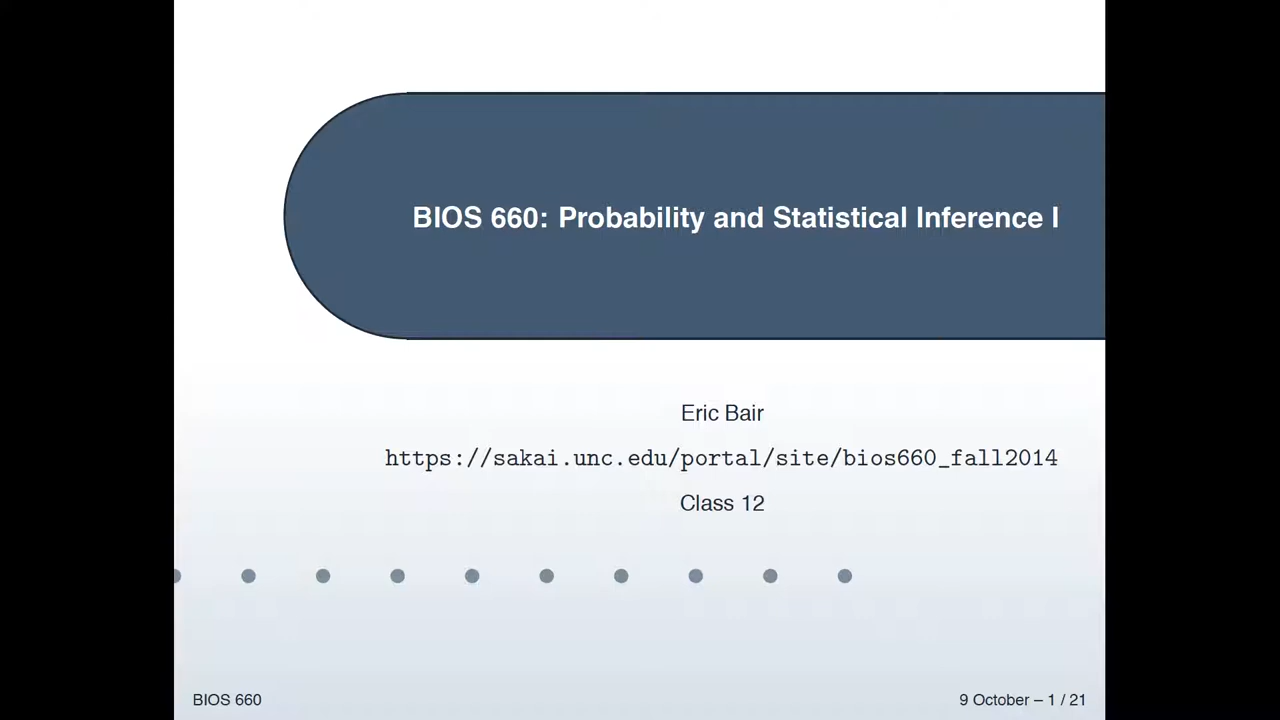 BIOS 660: Probability and Statistical Inference I
Eric Bair
https://sakai.unc.edu/portal/site/bios660_fall2014
Class 12
BIOS 660
9 October – 1 / 21